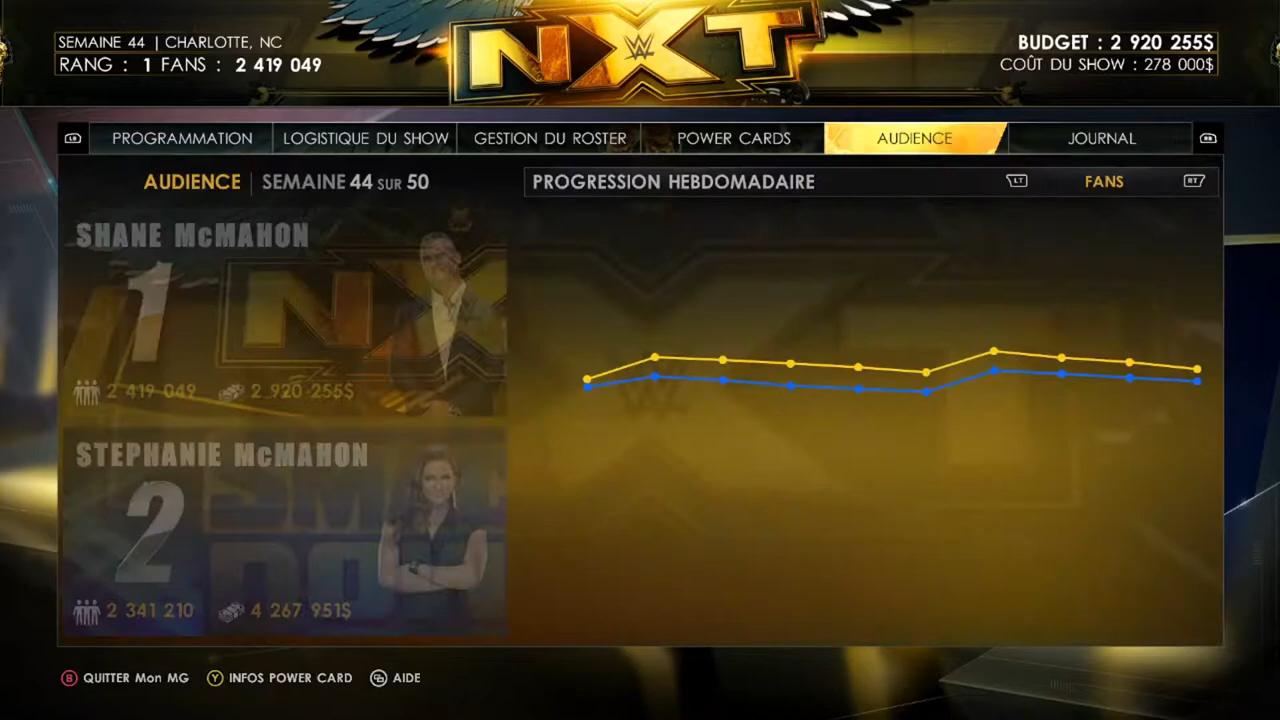 SEMAINE 44 | CHARLOTTE, NC
RANG : 1 FANS : 2 419 049
NXT
W
BUDGET : 2 920 255$
COÛT DU SHOW : 278 000$
LB PROGRAMMATION LOGISTIQUE DU SHOW GESTION DU ROSTER POWER CARDS AUDIENCE JOURNAL RB
AUDIENCE | SEMAINE 44 SUR 50
PROGRESSION HEBDOMADAIRE LT FANS RT
SHANE McMAHON
1
NX
2 419 049 2 920 255$
STEPHANIE McMAHON
2
2 341 210 4 267 951$
B QUITTER Mon MG Y INFOS POWER CARD AIDE